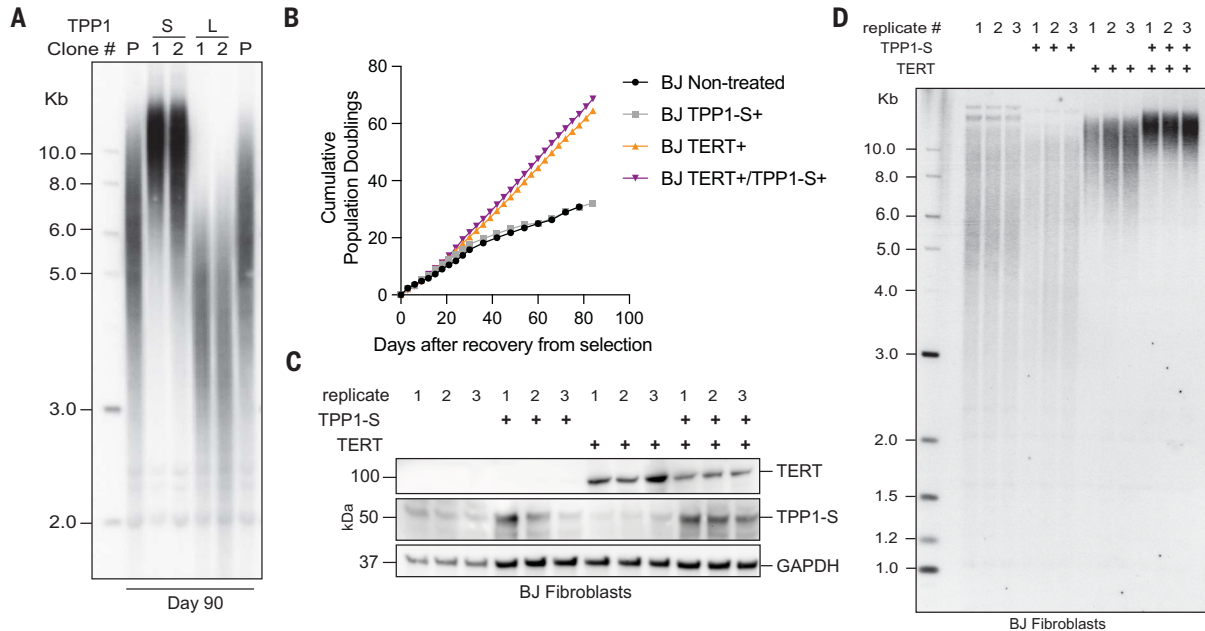 A
TPP1 S L
Clone # P 1 2 1 2 P
Kb
10.0
8.0
6.0
5.0
3.0
2.0
Day 90
B
Cumulative
Population Doublings
80
60
40
20
0
0 20 40 60 80 100
Days after recovery from selection
BJ Non-treated
BJ TPP1-S+
BJ TERT+
BJ TERT+/TPP1-S+
C
replicate 1 2 3 1 2 3 1 2 3 1 2 3
TPP1-S + + + + + +
TERT + + + + + +
kDa
100 TERT
50 TPP1-S
37 GAPDH
BJ Fibroblasts
D
replicate # 1 2 3 1 2 3 1 2 3 1 2 3
TPP1-S + + + + + +
TERT + + + + + +
Kb
10.0
8.0
6.0
5.0
4.0
3.0
2.0
1.5
1.2
1.0
BJ Fibroblasts